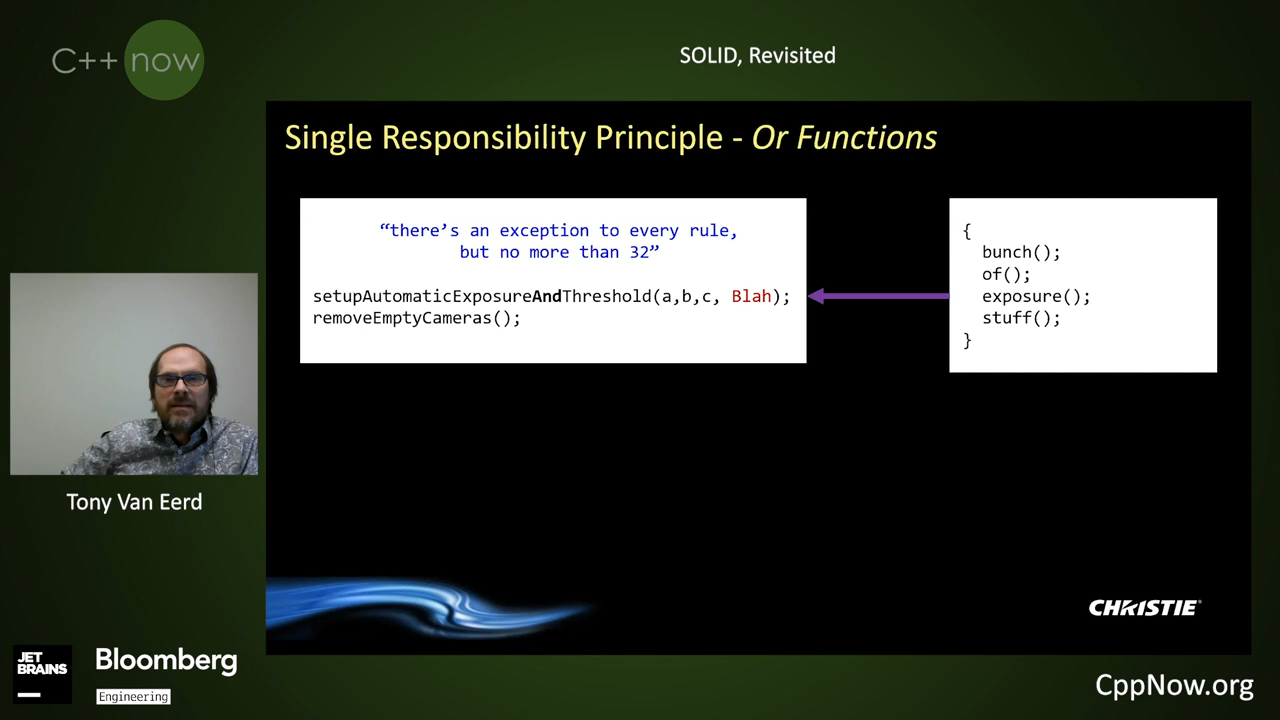 C++ now
SOLID, Revisited
Single Responsibility Principle - Or Functions
“there’s an exception to every rule,
but no more than 32”
setupAutomaticExposureAndThreshold(a,b,c, Blah);
removeEmptyCameras();
{
bunch();
of();
exposure();
stuff();
}
Tony Van Eerd
CHRISTIE
JET
BRAINS
Bloomberg
Engineering
CppNow.org